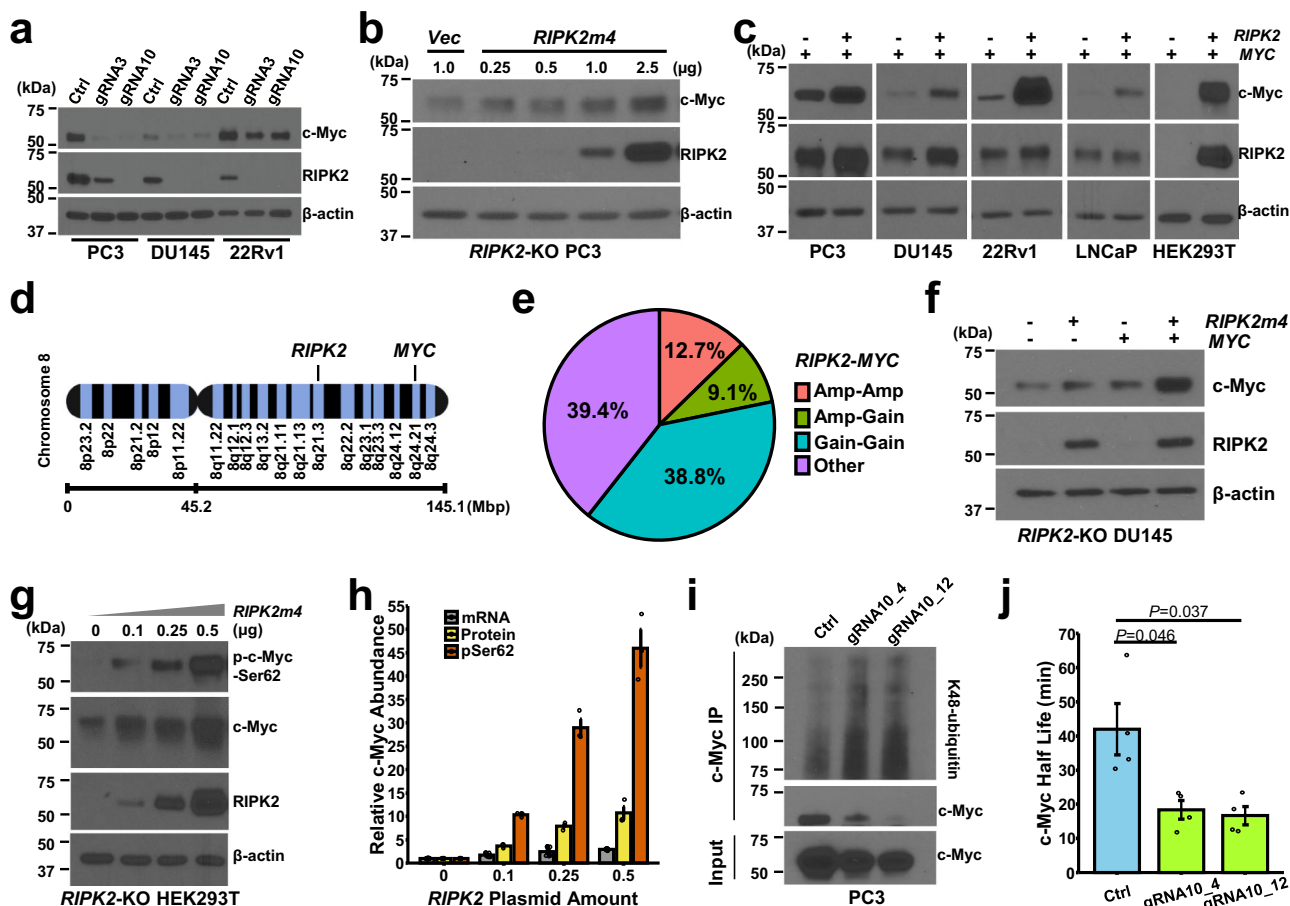 a
(kDa)
Ctrl
gRNA3
gRNA10
Ctrl
gRNA3
gRNA10
Ctrl
gRNA3
gRNA10
75
50
c-Myc
75
50
RIPK2
50
37
β-actin
PC3 DU145 22Rv1
b
Vec RIPK2m4
(kDa) 1.0 0.25 0.5 1.0 2.5 (μg)
75
50
c-Myc
75
50
RIPK2
50
37
β-actin
RIPK2-KO PC3
c
- + - + - + - + - + RIPK2
(kDa) + + + + + + + + + + MYC
75
50
c-Myc
75
50
RIPK2
50
37
β-actin
PC3 DU145 22Rv1 LNCaP HEK293T
d
Chromosome 8
RIPK2 MYC
8p23.2
8p22
8p21.2
8p12
8p11.22
8q11.22
8q12.1
8q12.3
8q13.2
8q21.11
8q21.13
8q21.3
8q22.2
8q23.1
8q23.3
8q24.12
8q24.21
8q24.3
0 45.2 145.1 (Mbp)
e
12.7%
9.1%
38.8%
39.4%
RIPK2-MYC
Amp-Amp
Amp-Gain
Gain-Gain
Other
f
- + - + RIPK2m4
(kDa) - - + + MYC
75
50
c-Myc
75
50
RIPK2
50
37
β-actin
RIPK2-KO DU145
g
RIPK2m4
(kDa) 0 0.1 0.25 0.5 (μg)
75
50
p-c-Myc
-Ser62
75
50
c-Myc
75
50
RIPK2
50
37
β-actin
RIPK2-KO HEK293T
h
Relative c-Myc Abundance
55
50
45
40
35
30
25
20
15
10
5
0
mRNA
Protein
pSer62
0 0.1 0.25 0.5
RIPK2 Plasmid Amount
i
Ctrl
gRNA10_4
gRNA10_12
(kDa)
250
150
100
75
c-Myc IP
K48-ubiquitin
75
50
c-Myc
Input
75
50
c-Myc
PC3
j
P=0.037
P=0.046
c-Myc Half Life (min)
70
60
50
40
30
20
10
0
Ctrl
gRNA10_4
gRNA10_12